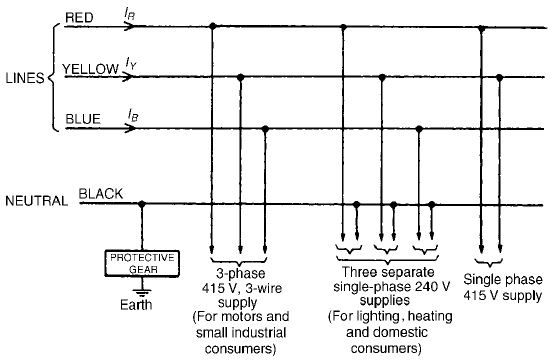 RED
I_R
YELLOW
I_Y
LINES
BLUE
I_B
NEUTRAL
BLACK
PROTECTIVE
GEAR
Earth
3-phase
415 V, 3-wire
supply
(For motors and
small industrial
consumers)
Three separate
single-phase 240 V
supplies
(For lighting, heating
and domestic
consumers)
Single phase
415 V supply